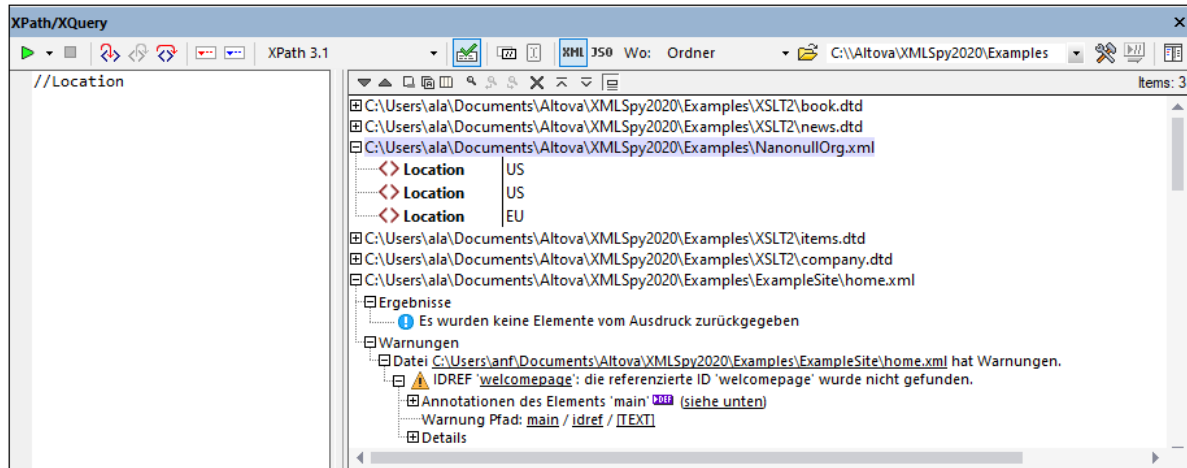 XPath/XQuery
XPath 3.1
XML JSO Wo: Ordner C:\\Altova\XMLSpy2020\Examples
//Location
Items: 3
C:\Users\ala\Documents\Altova\XMLSpy2020\Examples\XSLT2\book.dtd
C:\Users\ala\Documents\Altova\XMLSpy2020\Examples\XSLT2\news.dtd
C:\Users\ala\Documents\Altova\XMLSpy2020\Examples\NanonullOrg.xml
Location US
Location US
Location EU
C:\Users\ala\Documents\Altova\XMLSpy2020\Examples\XSLT2\items.dtd
C:\Users\ala\Documents\Altova\XMLSpy2020\Examples\XSLT2\company.dtd
C:\Users\ala\Documents\Altova\XMLSpy2020\Examples\ExampleSite\home.xml
Ergebnisse
Es wurden keine Elemente vom Ausdruck zurückgegeben
Warnungen
Datei C:\Users\anf\Documents\Altova\XMLSpy2020\Examples\ExampleSite\home.xml hat Warnungen.
IDREF 'welcomepage': die referenzierte ID 'welcomepage' wurde nicht gefunden.
Annotationen des Elements 'main' DEF (siehe unten)
Warnung Pfad: main / idref / [TEXT]
Details